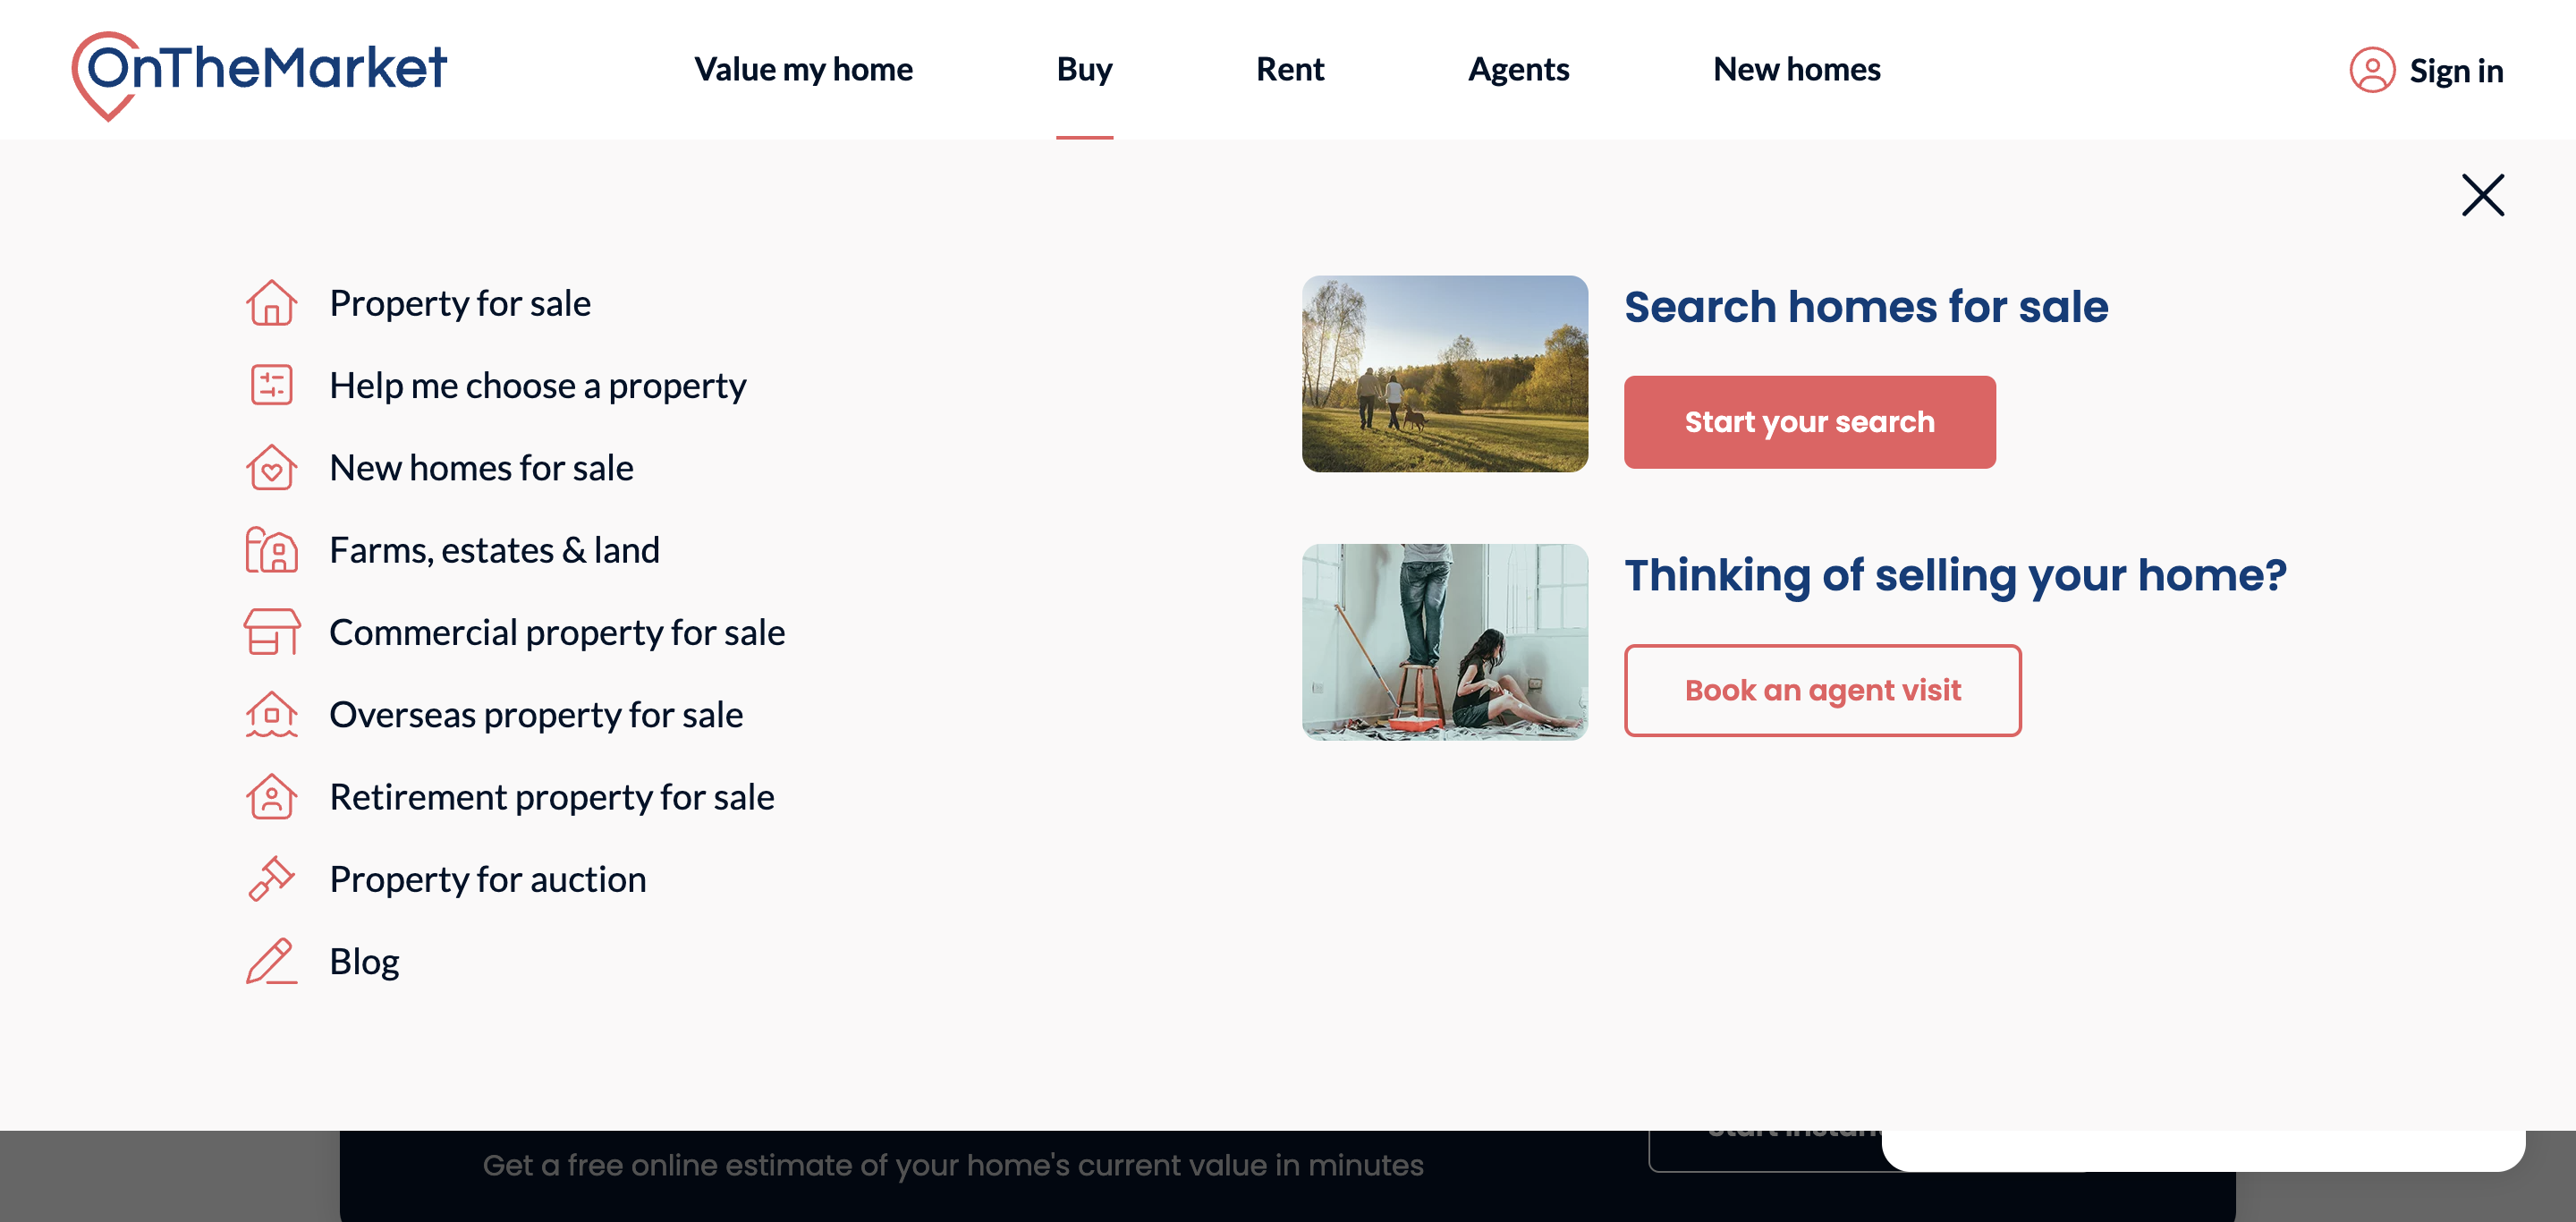 OnTheMarket
Value my home
Buy
Rent
Agents
New homes
Sign in
Property for sale
Help me choose a property
New homes for sale
Farms, estates & land
Commercial property for sale
Overseas property for sale
Retirement property for sale
Property for auction
Blog
Search homes for sale
Start your search
Thinking of selling your home?
Book an agent visit
Get a free online estimate of your home's current value in minutes